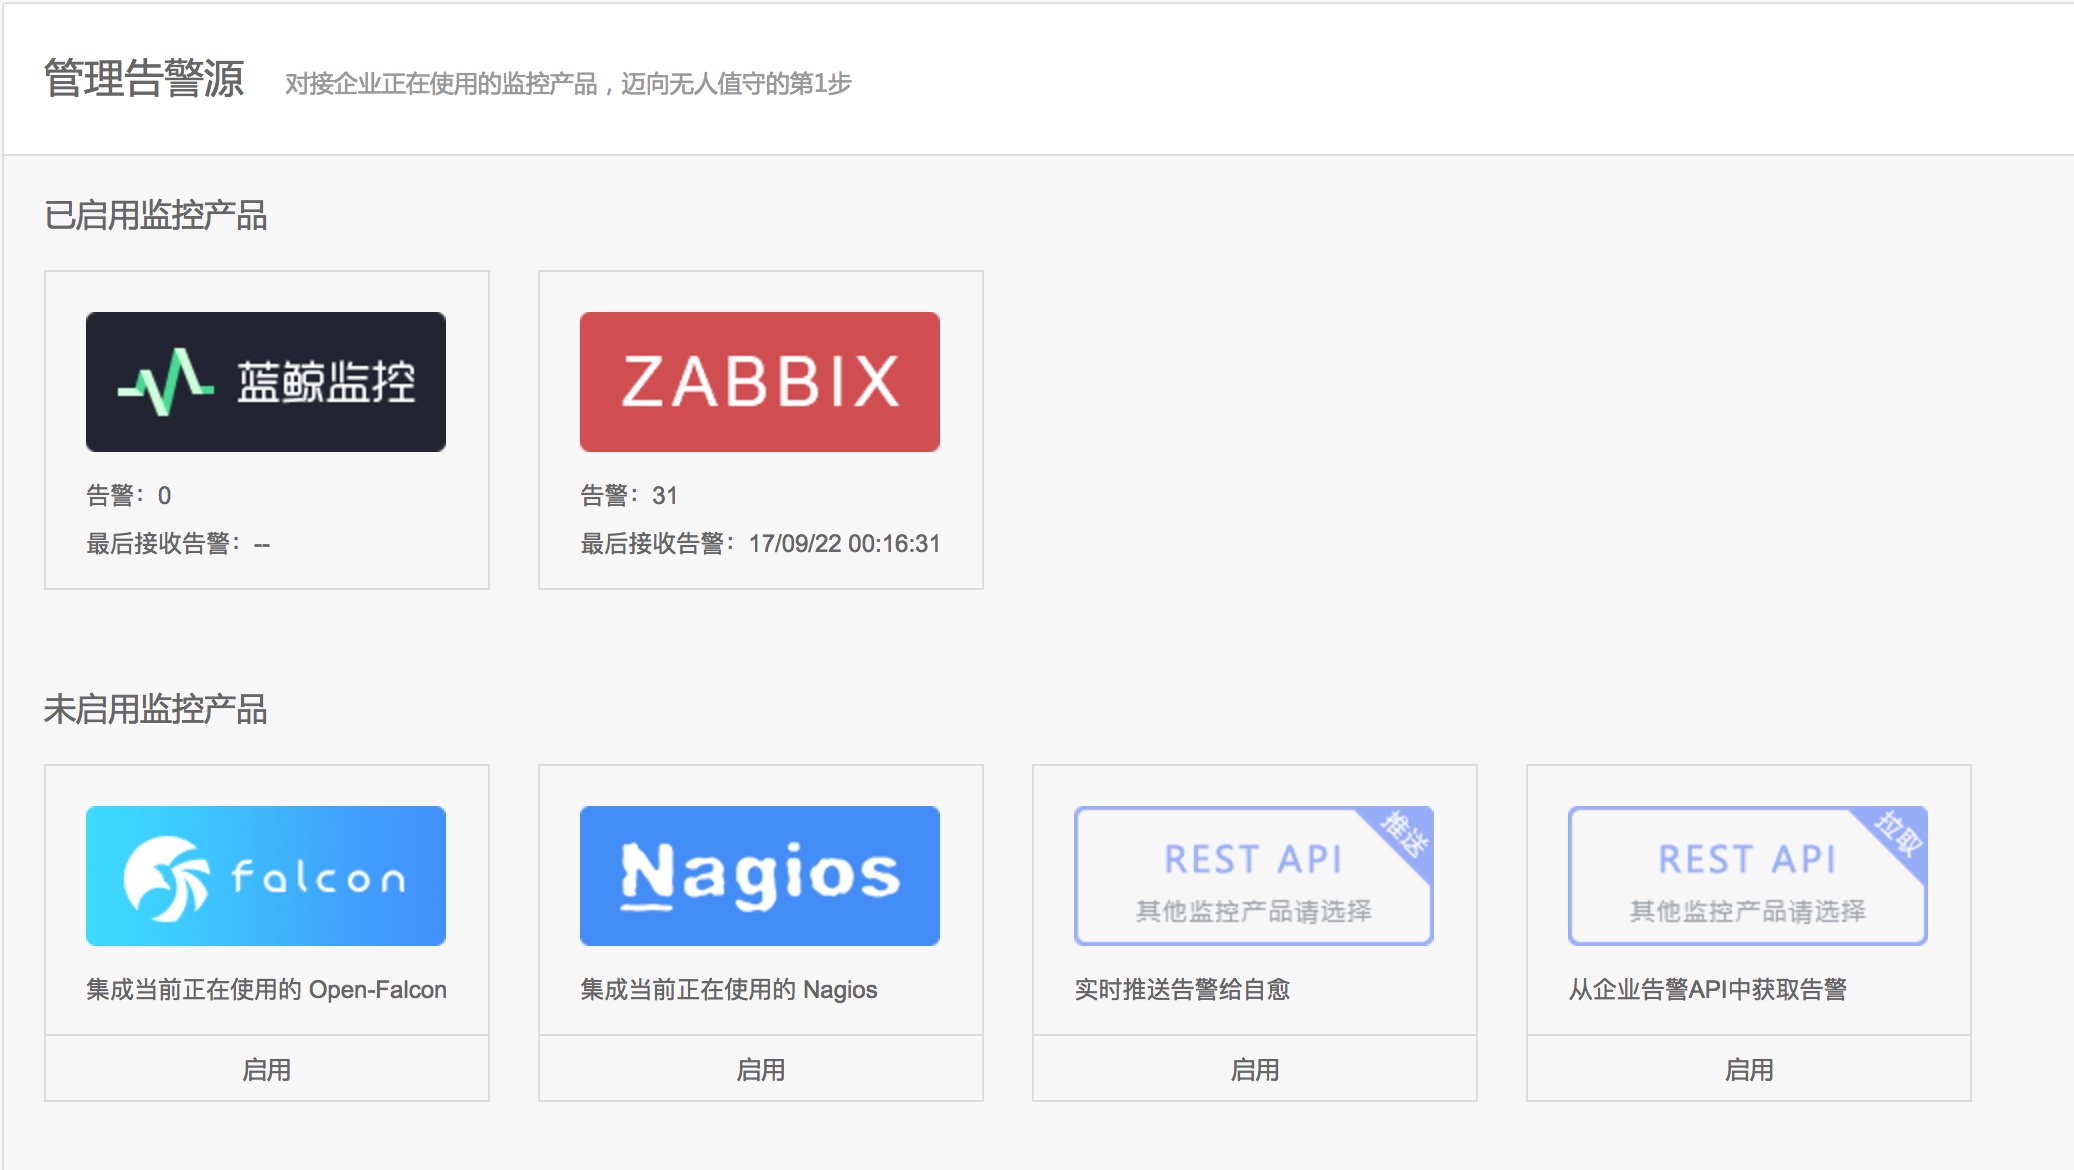 管理告警源 对接企业正在使用的监控产品，迈向无人值守的第1步
已启用监控产品
蓝鲸监控
告警：0
最后接收告警：--
ZABBIX
告警：31
最后接收告警：17/09/22 00:16:31
未启用监控产品
falcon
集成当前正在使用的 Open-Falcon
启用
Nagios
集成当前正在使用的 Nagios
启用
推送
REST API
其他监控产品请选择
实时推送告警给自愈
启用
拉取
REST API
其他监控产品请选择
从企业告警API中获取告警
启用